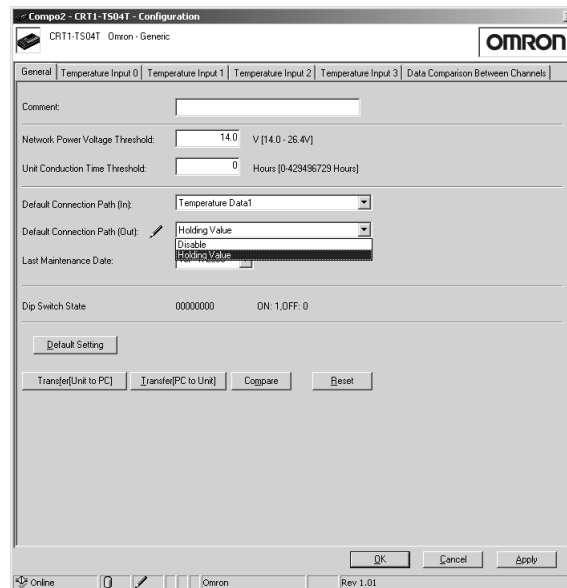 Compo2 - CRT1-TS04T - Configuration
CRT1-TS04T Omron - Generic
OMRON
General Temperature Input 0 Temperature Input 1 Temperature Input 2 Temperature Input 3 Data Comparison Between Channels
Comment:
Network Power Voltage Threshold: 14.0 V [14.0 - 26.4V]
Unit Conduction Time Threshold: 0 Hours [0-429496729 Hours]
Default Connection Path (In): Temperature Data1
Default Connection Path (Out): Holding Value
Disable
Holding Value
Last Maintenance Date:
Dip Switch State 00000000 ON: 1,OFF: 0
Default Setting
Transfer[Unit to PC] Transfer[PC to Unit] Compare Reset
OK Cancel Apply
Online Omron Rev 1.01